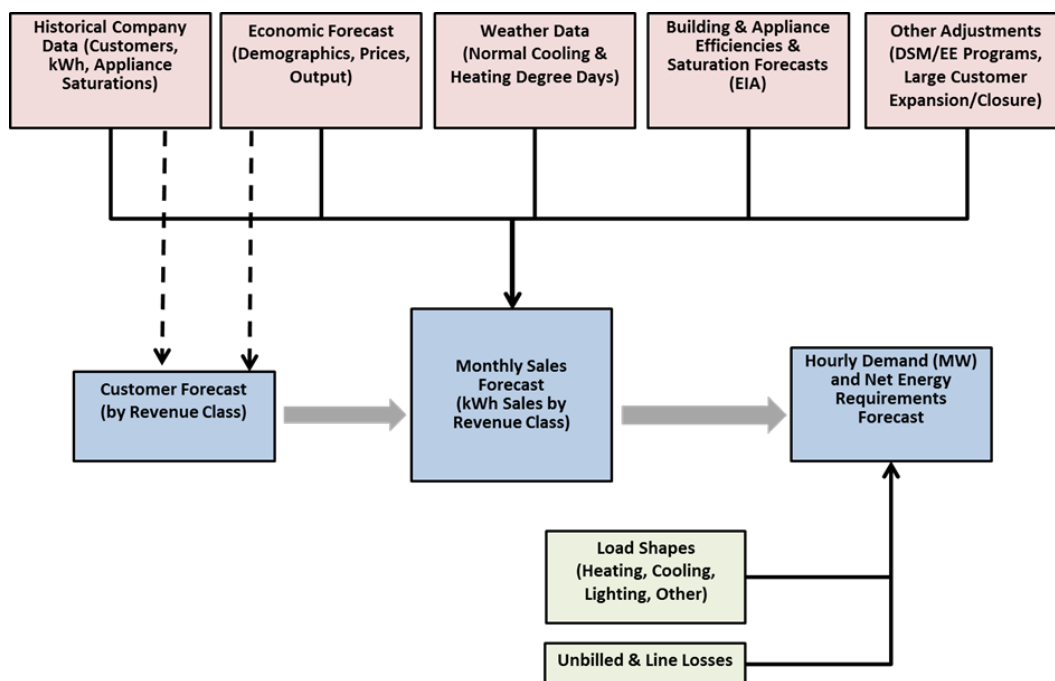 Historical Company
Data (Customers,
kWh, Appliance
Saturations)
Economic Forecast
(Demographics, Prices,
Output)
Weather Data
(Normal Cooling &
Heating Degree Days)
Building & Appliance
Efficiencies &
Saturation Forecasts
(EIA)
Other Adjustments
(DSM/EE Programs,
Large Customer
Expansion/Closure)
Customer Forecast
(by Revenue Class)
Monthly Sales
Forecast
(kWh Sales by
Revenue Class)
Hourly Demand (MW)
and Net Energy
Requirements
Forecast
Load Shapes
(Heating, Cooling,
Lighting, Other)
Unbilled & Line Losses